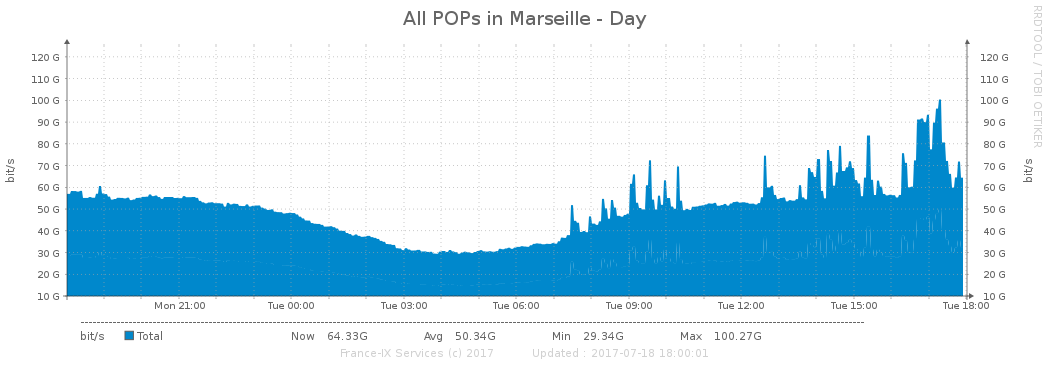 All POPs in Marseille - Day
RRDTOOL / TOBI OETIKER
120 G 120 G
110 G 110 G
100 G 100 G
90 G 90 G
80 G 80 G
70 G 70 G
60 G 60 G
50 G 50 G
40 G 40 G
30 G 30 G
20 G 20 G
10 G 10 G
bit/s
bit/s
Mon 21:00 Tue 00:00 Tue 03:00 Tue 06:00 Tue 09:00 Tue 12:00 Tue 15:00 Tue 18:00
bit/s Total Now 64.33G Avg 50.34G Min 29.34G Max 100.27G
France-IX Services (c) 2017 Updated : 2017-07-18 18:00:01